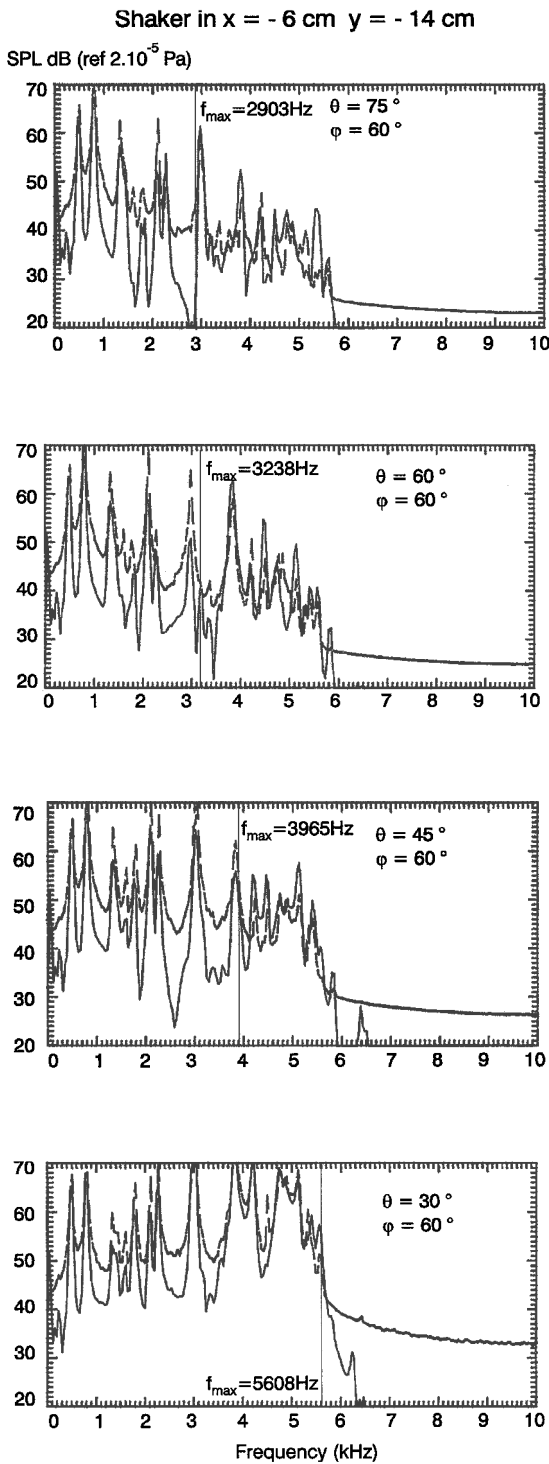 Shaker in x = - 6 cm y = - 14 cm
SPL dB (ref 2.10⁻⁵ Pa)
70
60
50
40
30
20
f_max=2903Hz
θ = 75 °
φ = 60 °
0 1 2 3 4 5 6 7 8 9 10
70
60
50
40
30
20
f_max=3238Hz
θ = 60 °
φ = 60 °
0 1 2 3 4 5 6 7 8 9 10
70
60
50
40
30
20
f_max=3965Hz
θ = 45 °
φ = 60 °
0 1 2 3 4 5 6 7 8 9 10
70
60
50
40
30
20
θ = 30 °
φ = 60 °
f_max=5608Hz
0 1 2 3 4 5 6 7 8 9 10
Frequency (kHz)